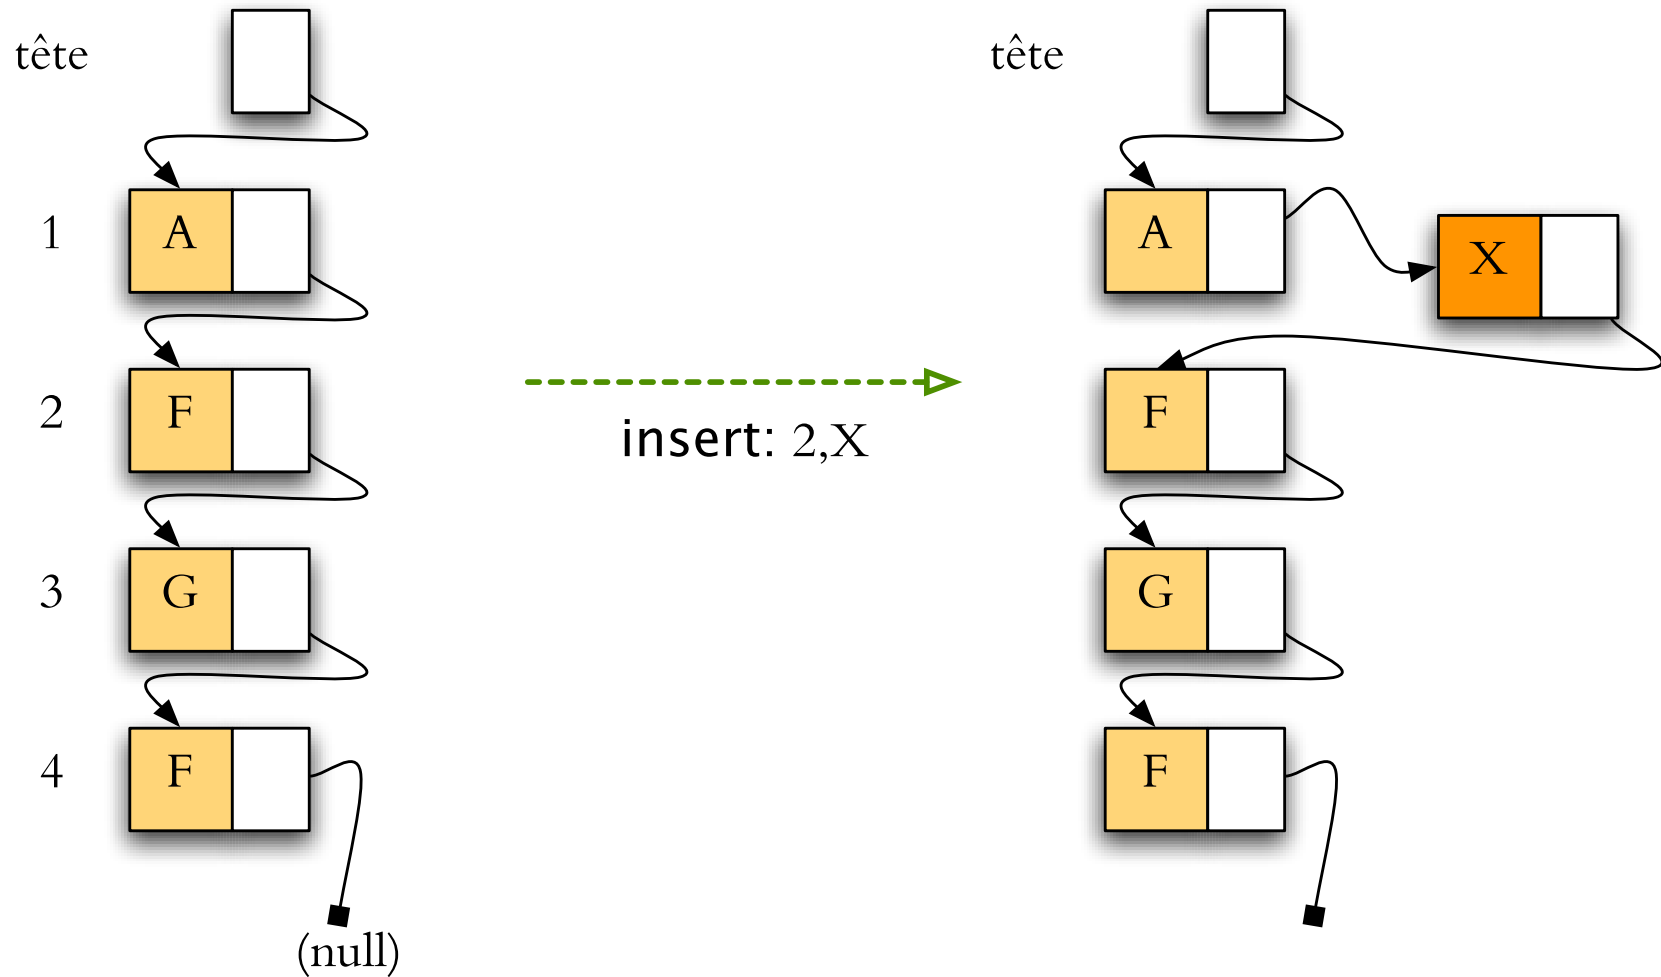 tête
1 A
2 F
3 G
4 F
(null)
insert: 2,X
tête
A
X
F
G
F